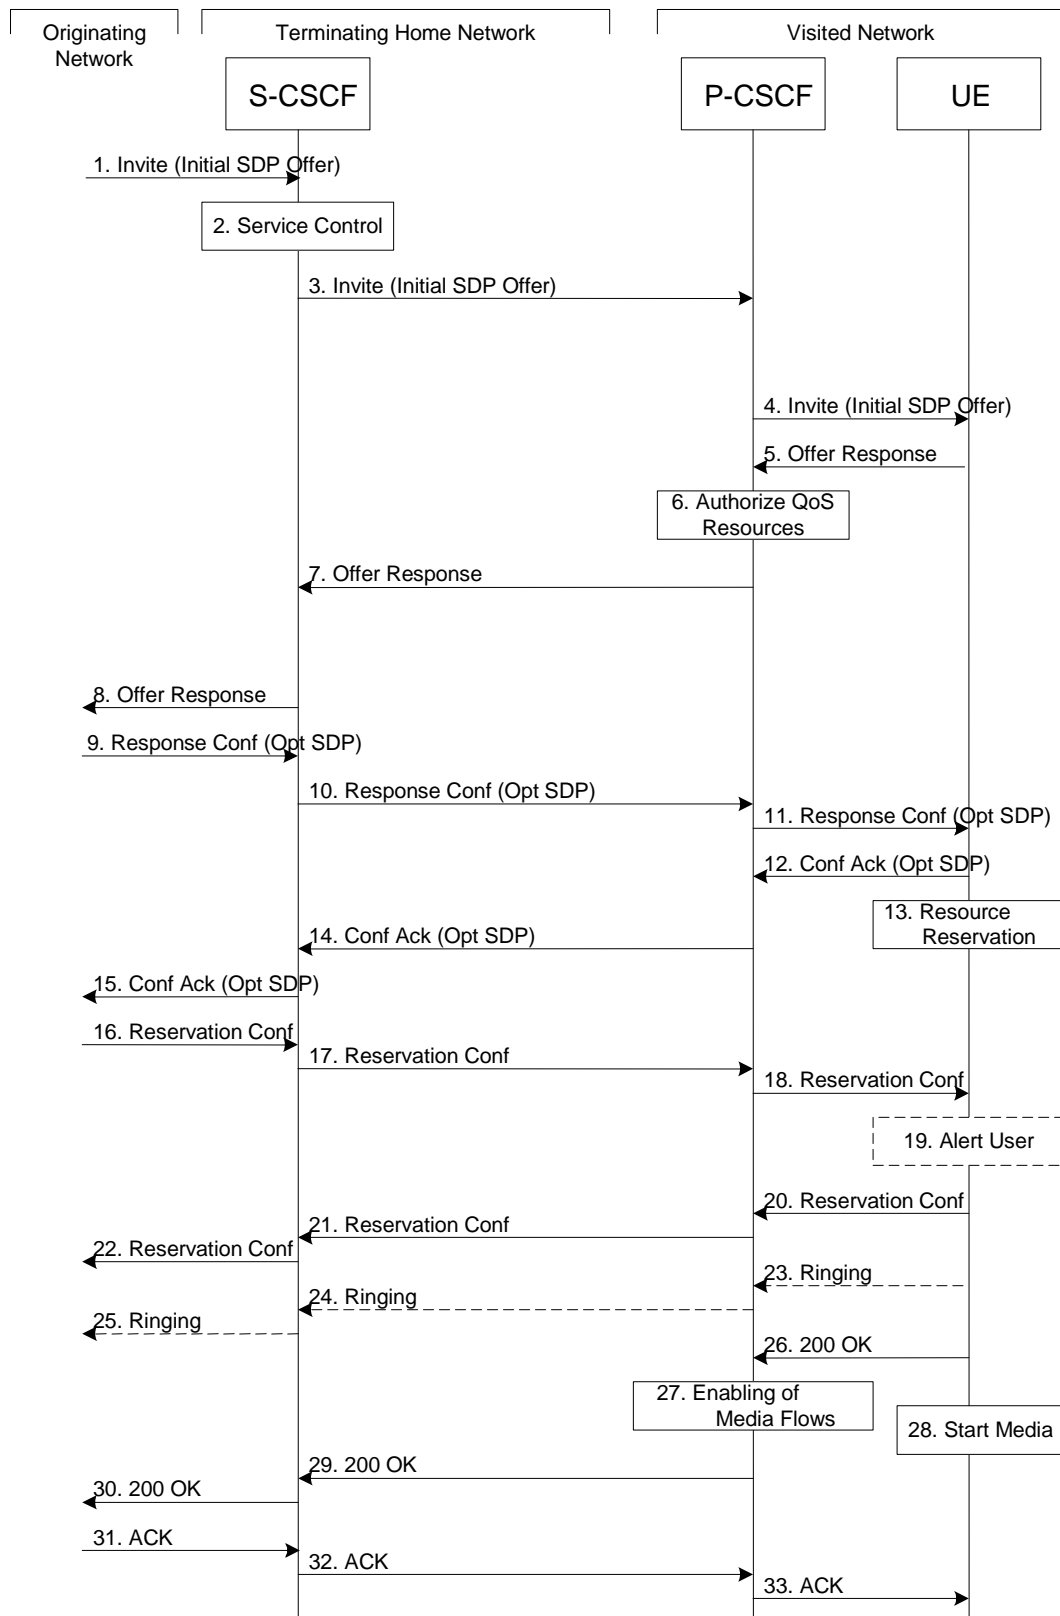 Originating
Network
Terminating Home Network
Visited Network
S-CSCF
P-CSCF
UE
1. Invite (Initial SDP Offer)
2. Service Control
3. Invite (Initial SDP Offer)
4. Invite (Initial SDP Offer)
5. Offer Response
6. Authorize QoS
Resources
7. Offer Response
8. Offer Response
9. Response Conf (Opt SDP)
10. Response Conf (Opt SDP)
11. Response Conf (Opt SDP)
12. Conf Ack (Opt SDP)
13. Resource
Reservation
14. Conf Ack (Opt SDP)
15. Conf Ack (Opt SDP)
16. Reservation Conf
17. Reservation Conf
18. Reservation Conf
19. Alert User
20. Reservation Conf
21. Reservation Conf
22. Reservation Conf
23. Ringing
24. Ringing
25. Ringing
26. 200 OK
27. Enabling of
Media Flows
28. Start Media
29. 200 OK
30. 200 OK
31. ACK
32. ACK
33. ACK